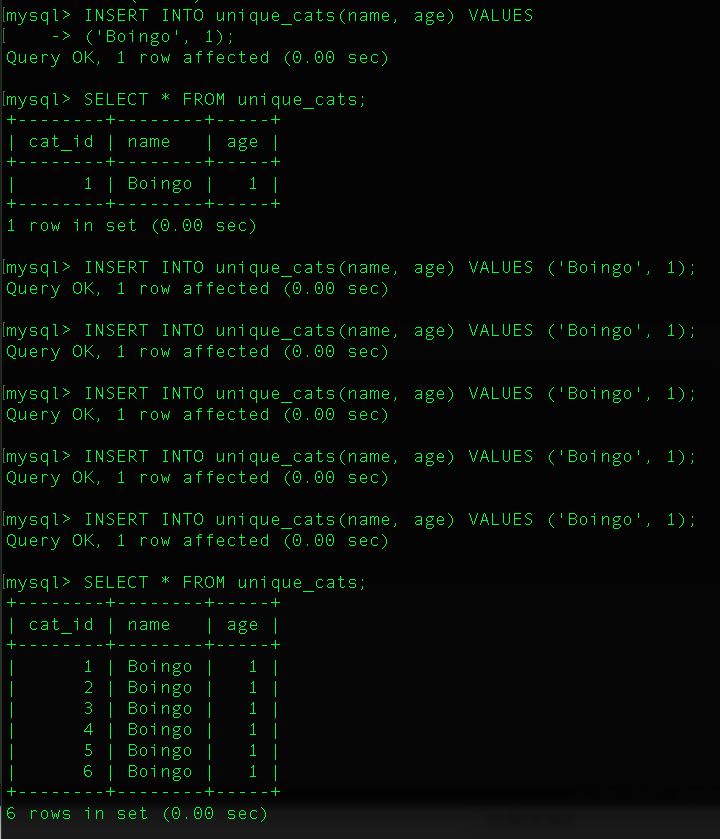 [mysql> INSERT INTO unique_cats(name, age) VALUES
[    -> ('Boingo', 1);
Query OK, 1 row affected (0.00 sec)
[mysql> SELECT * FROM unique_cats;
+--------+--------+-----+
| cat_id | name   | age |
+--------+--------+-----+
|      1 | Boingo |   1 |
+--------+--------+-----+
1 row in set (0.00 sec)
[mysql> INSERT INTO unique_cats(name, age) VALUES ('Boingo', 1);
Query OK, 1 row affected (0.00 sec)
[mysql> INSERT INTO unique_cats(name, age) VALUES ('Boingo', 1);
Query OK, 1 row affected (0.00 sec)
[mysql> INSERT INTO unique_cats(name, age) VALUES ('Boingo', 1);
Query OK, 1 row affected (0.00 sec)
[mysql> INSERT INTO unique_cats(name, age) VALUES ('Boingo', 1);
Query OK, 1 row affected (0.00 sec)
[mysql> INSERT INTO unique_cats(name, age) VALUES ('Boingo', 1);
Query OK, 1 row affected (0.00 sec)
[mysql> SELECT * FROM unique_cats;
+--------+--------+-----+
| cat_id | name   | age |
+--------+--------+-----+
|      1 | Boingo |   1 |
|      2 | Boingo |   1 |
|      3 | Boingo |   1 |
|      4 | Boingo |   1 |
|      5 | Boingo |   1 |
|      6 | Boingo |   1 |
+--------+--------+-----+
6 rows in set (0.00 sec)